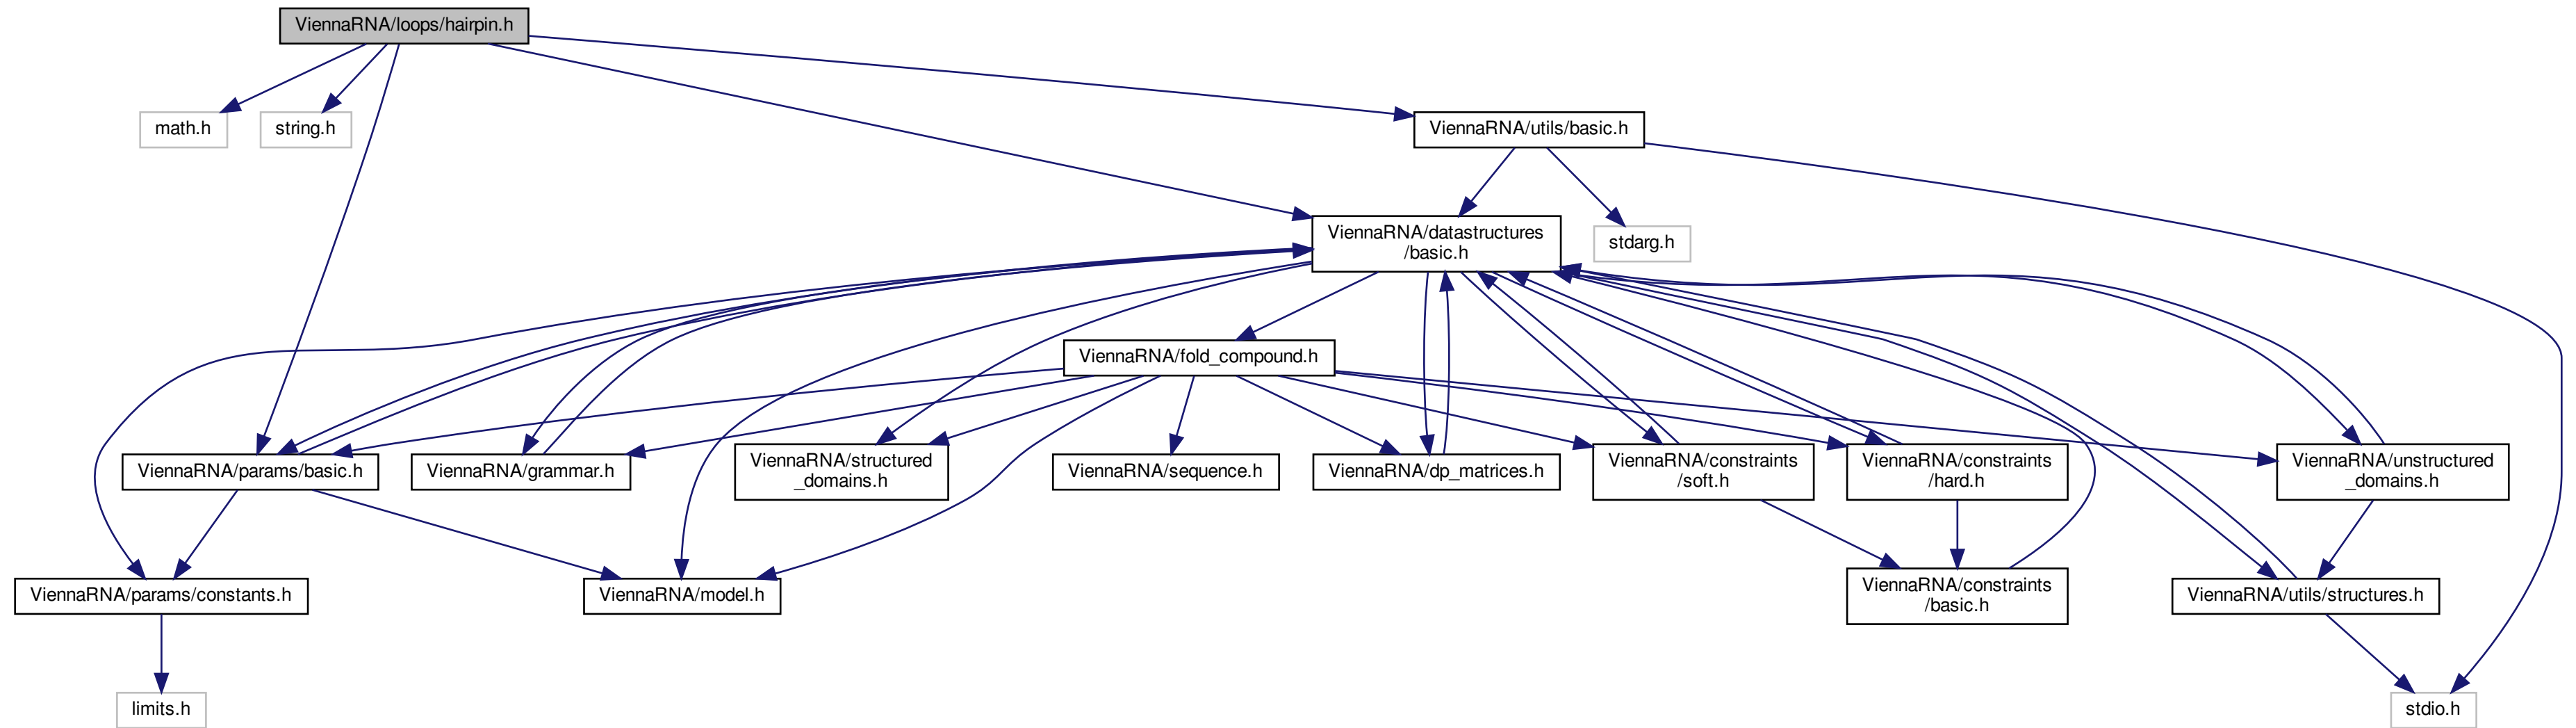 ViennaRNA/loops/hairpin.h
math.h
string.h
ViennaRNA/utils/basic.h
ViennaRNA/datastructures
/basic.h
stdarg.h
ViennaRNA/fold_compound.h
ViennaRNA/params/basic.h
ViennaRNA/grammar.h
ViennaRNA/structured
_domains.h
ViennaRNA/sequence.h
ViennaRNA/dp_matrices.h
ViennaRNA/constraints
/soft.h
ViennaRNA/constraints
/hard.h
ViennaRNA/unstructured
_domains.h
ViennaRNA/params/constants.h
ViennaRNA/model.h
ViennaRNA/constraints
/basic.h
ViennaRNA/utils/structures.h
limits.h
stdio.h